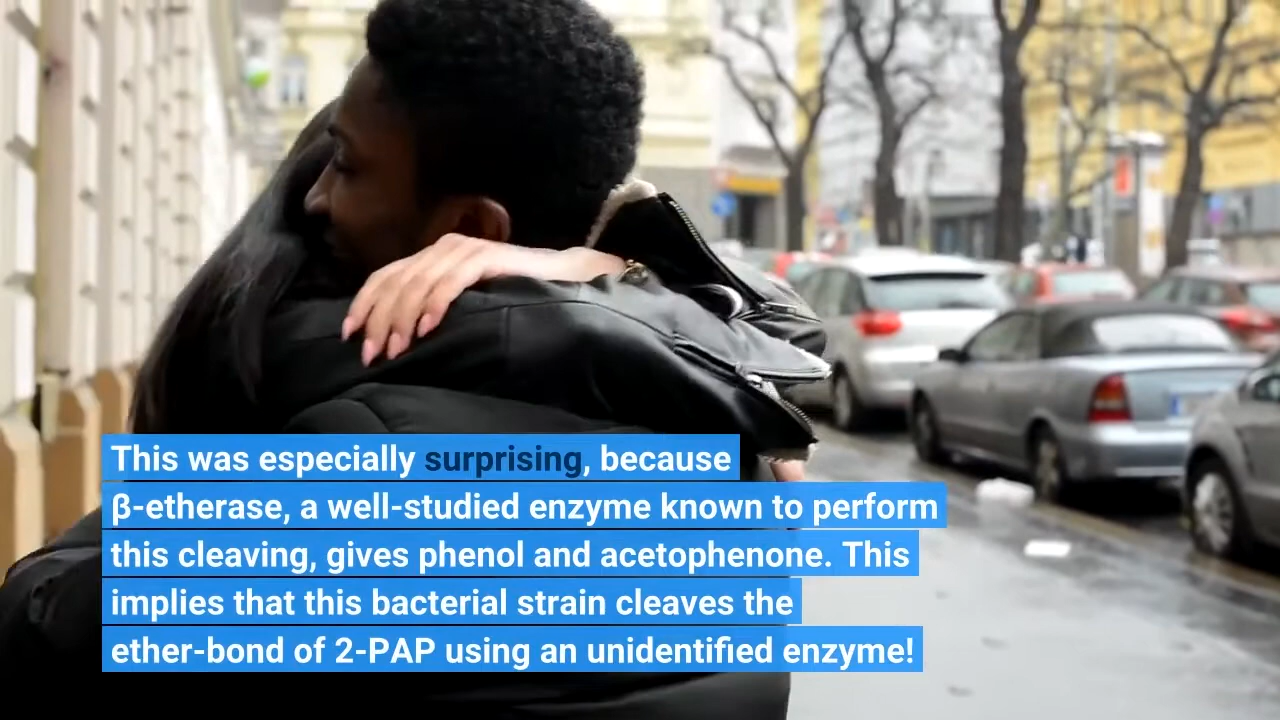 This was especially surprising, because
β-etherase, a well-studied enzyme known to perform
this cleaving, gives phenol and acetophenone. This
implies that this bacterial strain cleaves the
ether-bond of 2-PAP using an unidentified enzyme!